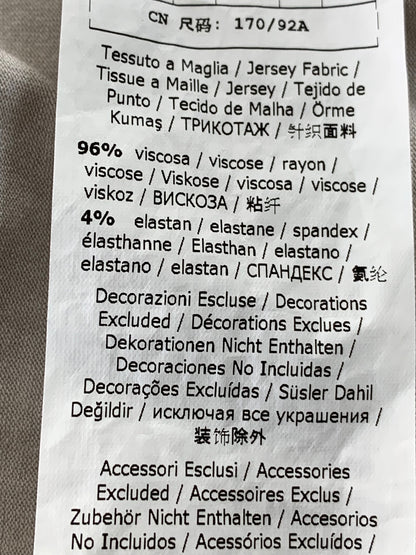 CN 尺码: 170/92A
Tessuto a Maglia / Jersey Fabric /
Tissue a Maille / Jersey / Tejido de
Punto / Tecido de Malha / Örme
Kumaş / ТРИКОТАЖ / 针织面料
96% viscosa / viscose / rayon /
viscose / Viskose / viscosa / viscose /
viskoz / ВИСКОЗА / 粘纤
4% elastan / elastane / spandex /
élasthanne / Elasthan / elastano /
elastano / elastan / СПАНДЕКС / 氨纶
Decorazioni Escluse / Decorations
Excluded / Décorations Exclues /
Dekorationen Nicht Enthalten /
Decoraciones No Incluidas /
Decorações Excluídas / Süsler Dahil
Değildir / исключая все украшения /
装饰除外
Accessori Esclusi / Accessories
Excluded / Accessoires Exclus /
Zubehör Nicht Enthalten / Accesorios
No Incluidos / Acessórios Excluídos /